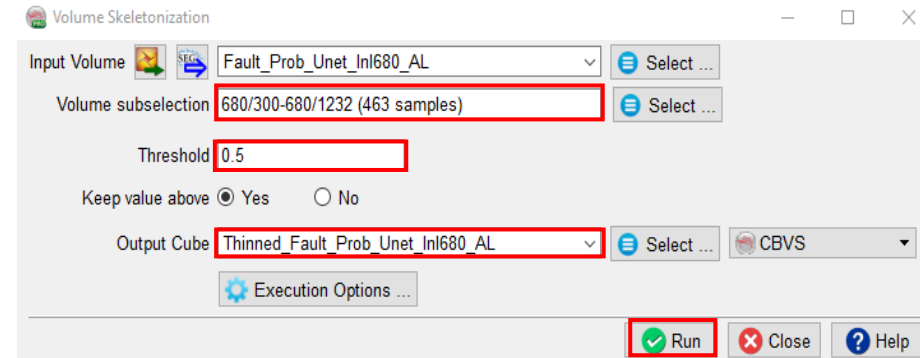 Volume Skeletonization
Input Volume SEG Fault_Prob_Unet_Inl680_AL Select ...
Volume subselection 680/300-680/1232 (463 samples) Select ...
Threshold 0.5
Keep value above Yes No
Output Cube Thinned_Fault_Prob_Unet_Inl680_AL Select ... CBVS
Execution Options ...
Run Close Help